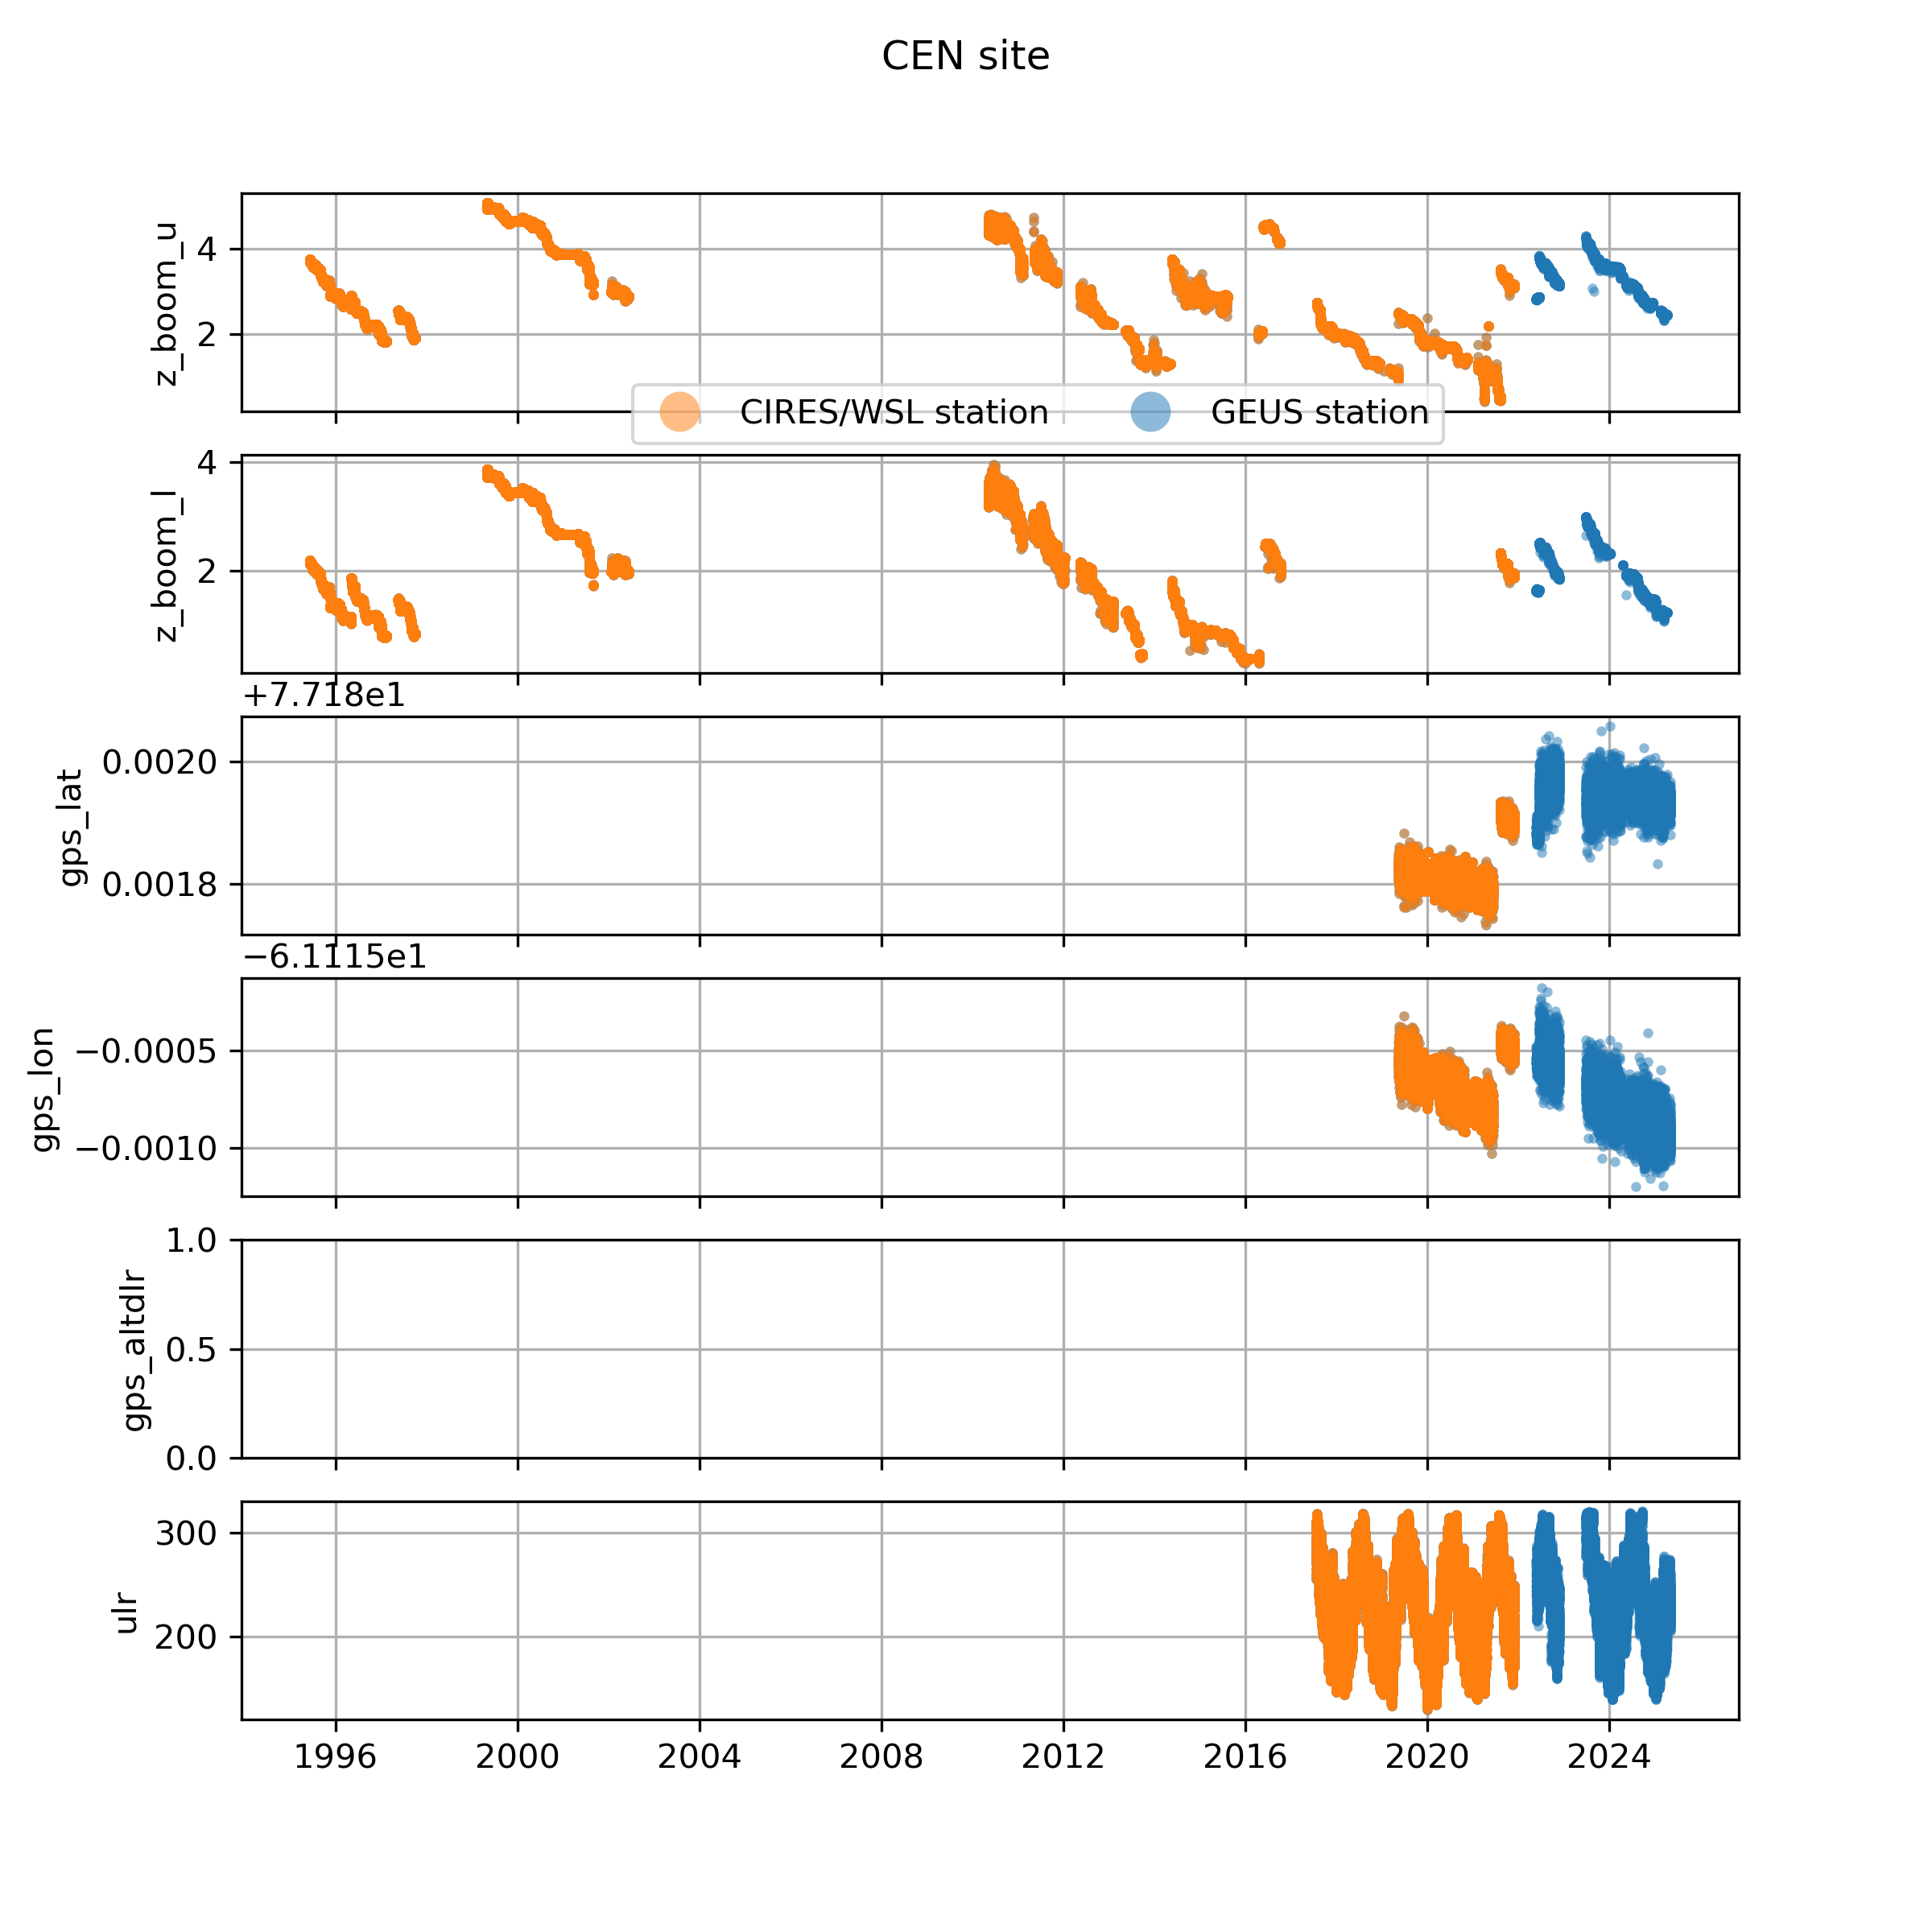 CEN site
z_boom_u
4
2
CIRES/WSL station
GEUS station
z_boom_l
4
2
+7.718e1
gps_lat
0.0020
0.0018
−6.1115e1
gps_lon
−0.0005
−0.0010
gps_altdlr
1.0
0.5
0.0
ulr
300
200
1996 2000 2004 2008 2012 2016 2020 2024